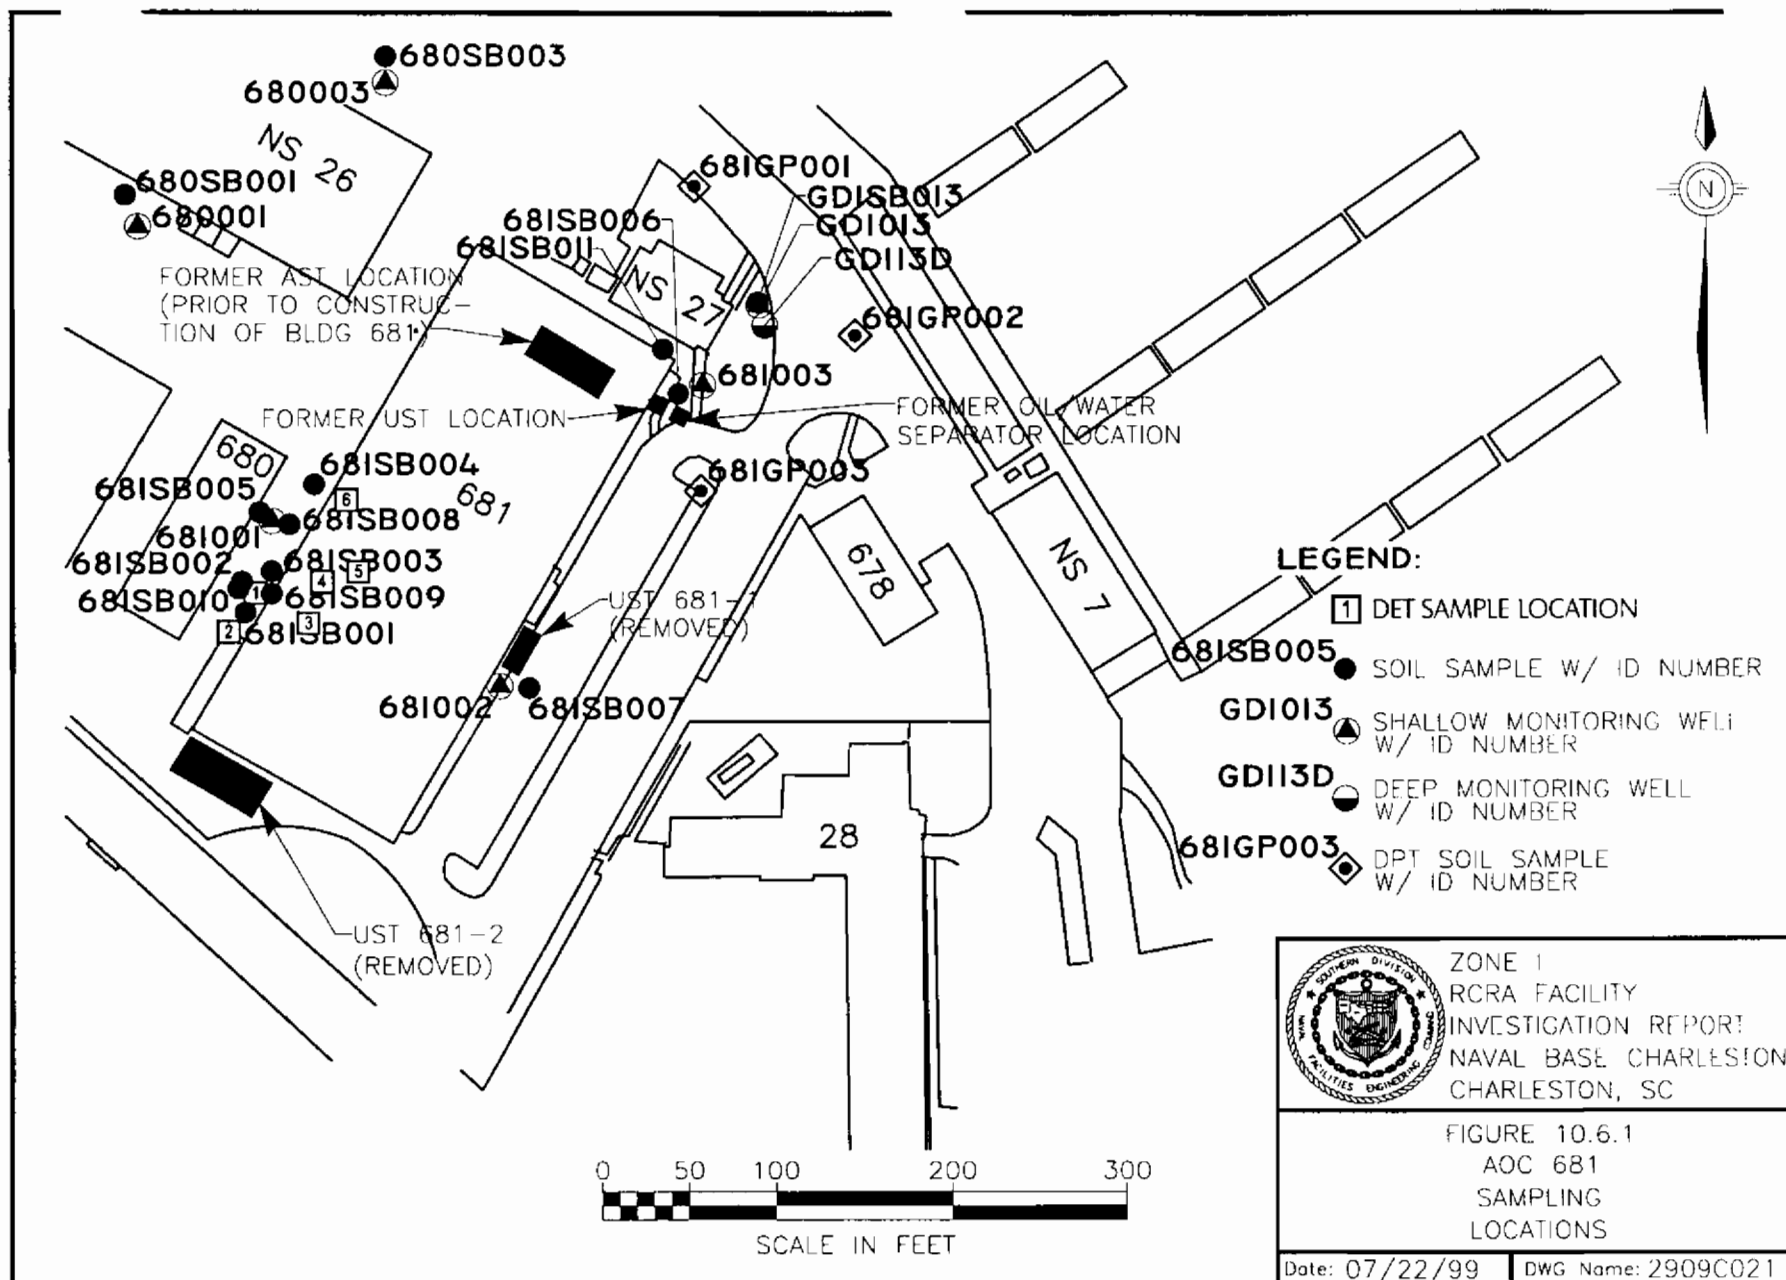 680SB003
680003
NS 26
680SB001
680001
681GP001
GDISB013
681SB006
GDI013
681SB011
GDI13D
FORMER AST LOCATION
(PRIOR TO CONSTRUC-
TION OF BLDG 681)
NS 27
681GP002
681003
FORMER UST LOCATION
FORMER OIL/WATER
SEPARATOR LOCATION
680
681SB004
681
681GP003
681SB005
6
681SB008
681001
681SB002
681SB003
4
5
681SB010
1
681SB009
2
681SB001
3
678
NS 7
UST 681-1
(REMOVED)
681002
681SB007
28
UST 681-2
(REMOVED)
N
LEGEND:
1 DET SAMPLE LOCATION
681SB005
SOIL SAMPLE W/ ID NUMBER
GDI013
SHALLOW MONITORING WELL
W/ ID NUMBER
GDI13D
DEEP MONITORING WELL
W/ ID NUMBER
681GP003
DPT SOIL SAMPLE
W/ ID NUMBER
0 50 100 200 300
SCALE IN FEET
SOUTHERN DIVISION
NAVAL FACILITIES ENGINEERING COMMAND
ZONE I
RCRA FACILITY
INVESTIGATION REPORT
NAVAL BASE CHARLESTON
CHARLESTON, SC
FIGURE 10.6.1
AOC 681
SAMPLING
LOCATIONS
Date: 07/22/99
DWG Name: 2909C021